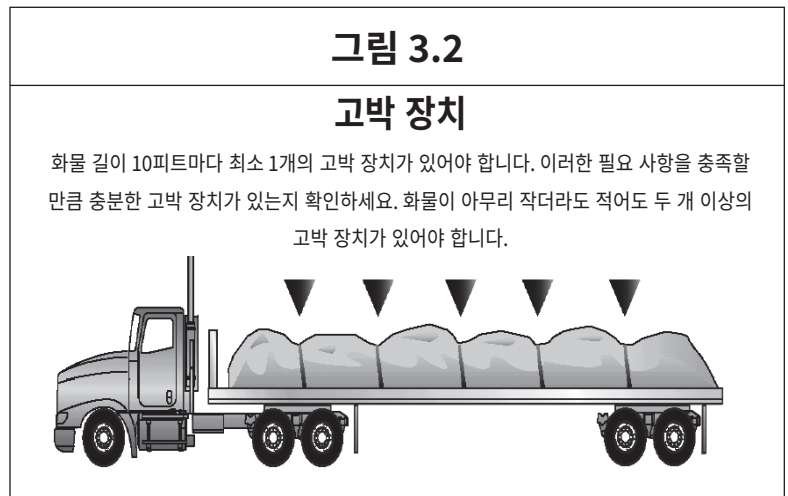 그림 3.2
고박 장치
화물 길이 10피트마다 최소 1개의 고박 장치가 있어야 합니다. 이러한 필요 사항을 충족할
만큼 충분한 고박 장치가 있는지 확인하세요. 화물이 아무리 작더라도 적어도 두 개 이상의
고박 장치가 있어야 합니다.